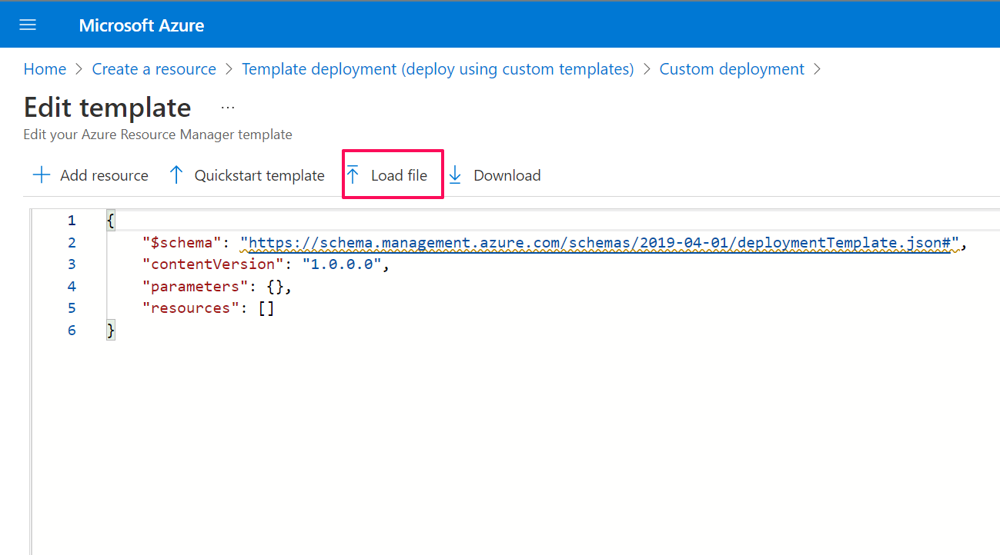 Microsoft Azure
Home > Create a resource > Template deployment (deploy using custom templates) > Custom deployment >
Edit template ...
Edit your Azure Resource Manager template
Add resource Quickstart template Load file Download
1 {
2 "$schema": "https://schema.management.azure.com/schemas/2019-04-01/deploymentTemplate.json#",
3 "contentVersion": "1.0.0.0",
4 "parameters": {},
5 "resources": []
6 }